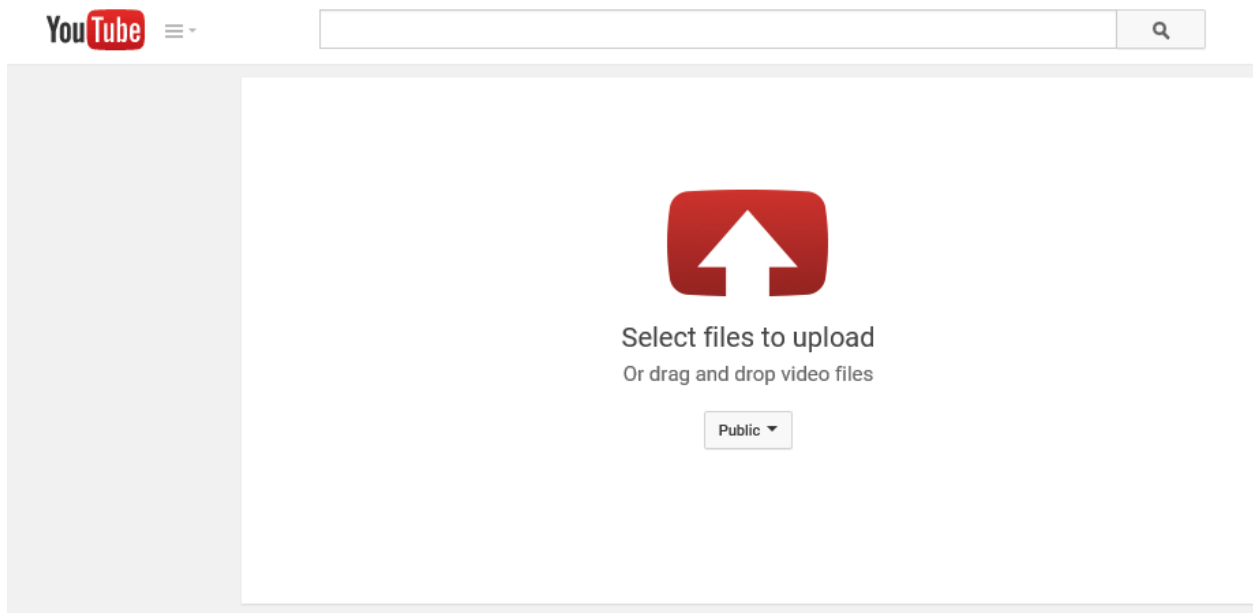 YouTube
Select files to upload
Or drag and drop video files
Public